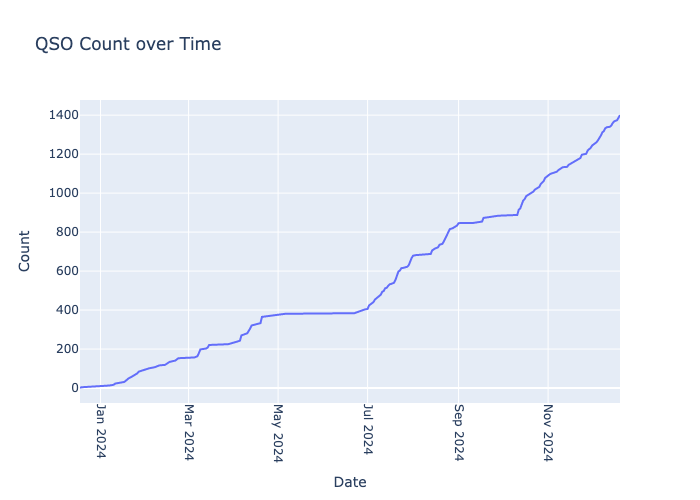 QSO Count over Time
Count
1400
1200
1000
800
600
400
200
0
Jan 2024
Mar 2024
May 2024
Jul 2024
Sep 2024
Nov 2024
Date